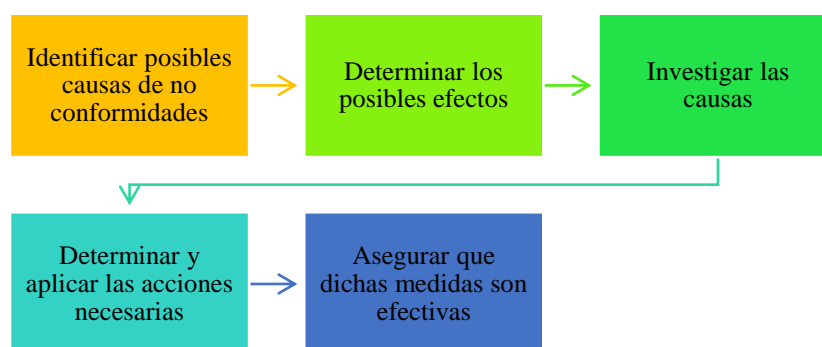 Identificar posibles
causas de no
conformidades
Determinar los
posibles efectos
Investigar las
causas
Determinar y
aplicar las acciones
necesarias
Asegurar que
dichas medidas son
efectivas